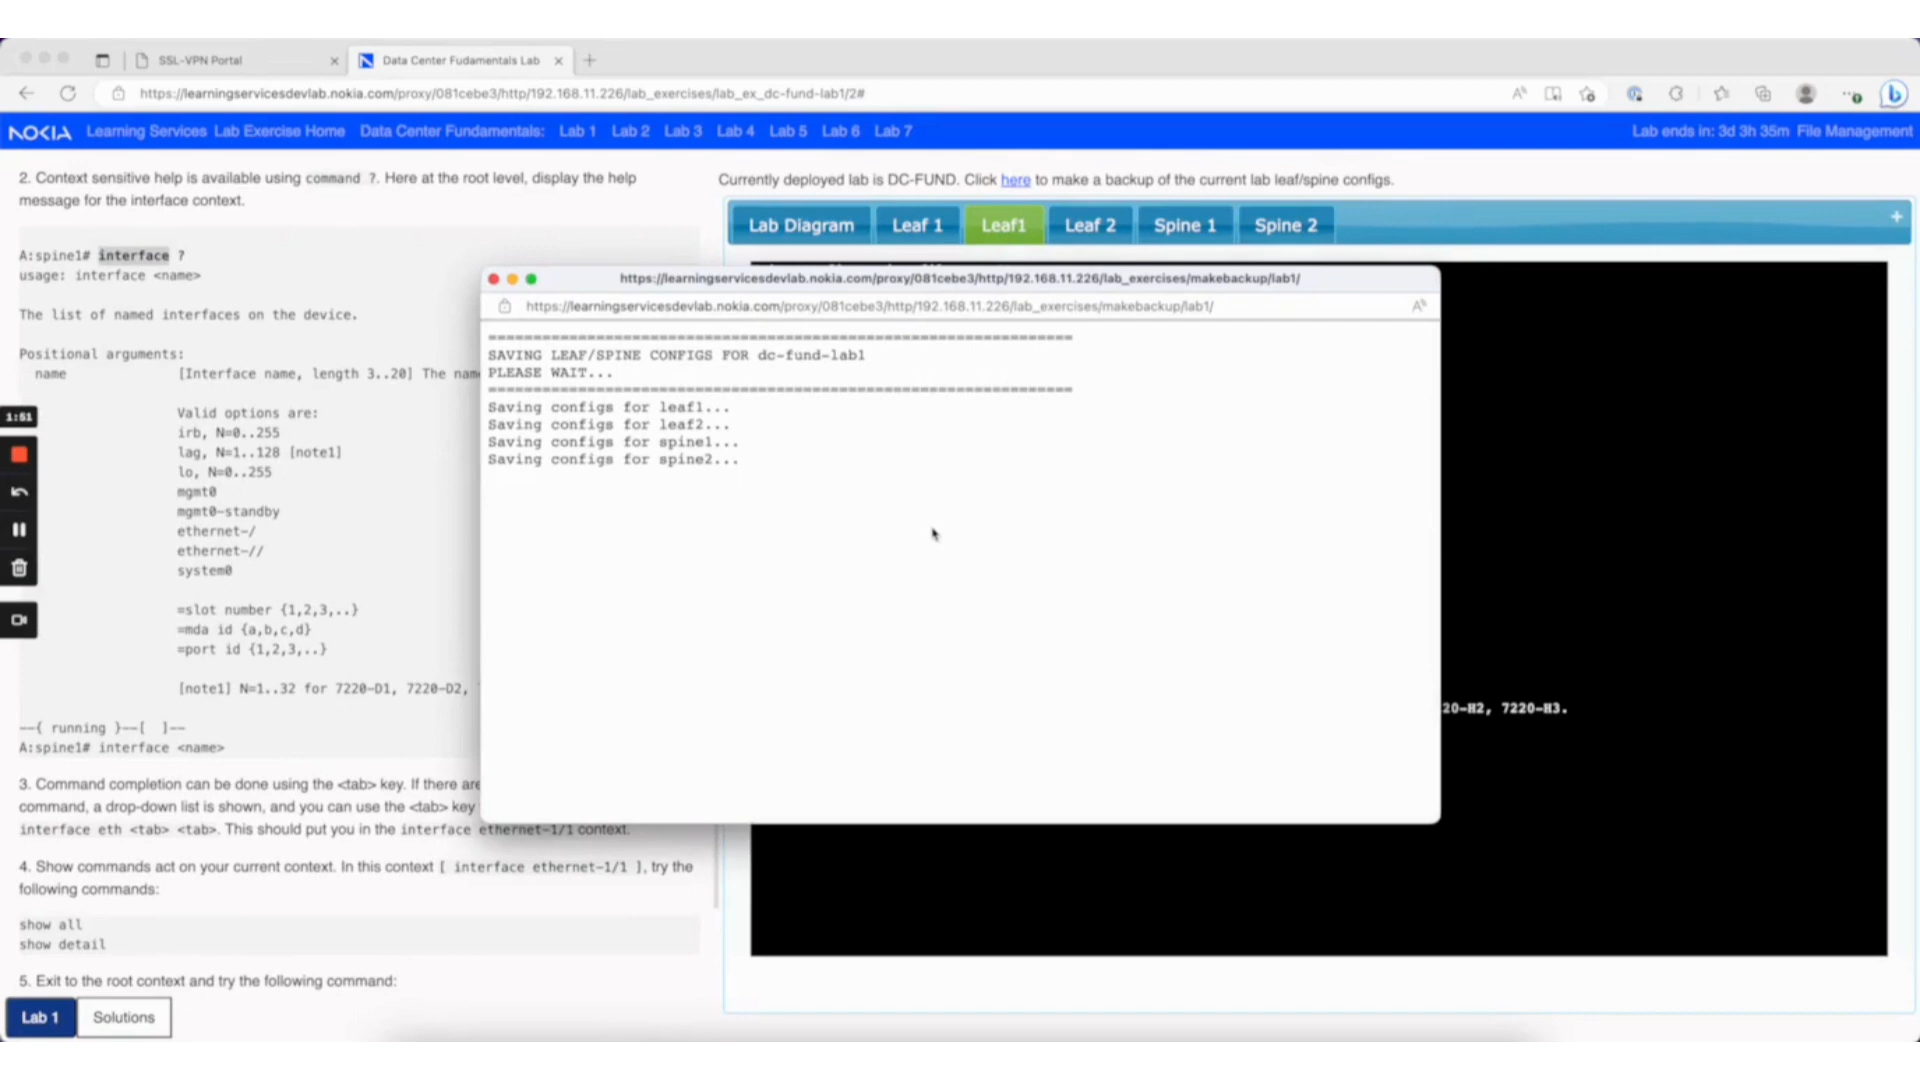 SSL-VPN Portal
Data Center Fudamentals Lab
https://learningservicesdevlab.nokia.com/proxy/081cebe3/http/192.168.11.226/lab_exercises/lab_ex_dc-fund-lab1/2#
NOKIA Learning Services Lab Exercise Home Data Center Fundamentals: Lab 1 Lab 2 Lab 3 Lab 4 Lab 5 Lab 6 Lab 7 Lab ends in: 3d 3h 35m File Management
2. Context sensitive help is available using command ?. Here at the root level, display the help
message for the interface context.
A:spine1# interface ?
usage: interface <name>
The list of named interfaces on the device.
Positional arguments:
name [Interface name, length 3..20] The name
Valid options are:
irb, N=0..255
lag, N=1..128 [note1]
lo, N=0..255
mgmt0
mgmt0-standby
ethernet-/
ethernet-//
system0
=slot number {1,2,3,..}
=mda id {a,b,c,d}
=port id {1,2,3,..}
[note1] N=1..32 for 7220-D1, 7220-D2,
--{ running }--[ ]--
A:spine1# interface <name>
3. Command completion can be done using the <tab> key. If there are
command, a drop-down list is shown, and you can use the <tab> key
interface eth <tab> <tab>. This should put you in the interface ethernet-1/1 context.
4. Show commands act on your current context. In this context [ interface ethernet-1/1 ], try the
following commands:
show all
show detail
5. Exit to the root context and try the following command:
Lab 1
Solutions
1:51
Currently deployed lab is DC-FUND. Click here to make a backup of the current lab leaf/spine configs.
Lab Diagram
Leaf 1
Leaf1
Leaf 2
Spine 1
Spine 2
https://learningservicesdevlab.nokia.com/proxy/081cebe3/http/192.168.11.226/lab_exercises/makebackup/lab1/
https://learningservicesdevlab.nokia.com/proxy/081cebe3/http/192.168.11.226/lab_exercises/makebackup/lab1/
SAVING LEAF/SPINE CONFIGS FOR dc-fund-lab1
PLEASE WAIT...
Saving configs for leaf1...
Saving configs for leaf2...
Saving configs for spine1...
Saving configs for spine2...
20-H2, 7220-H3.